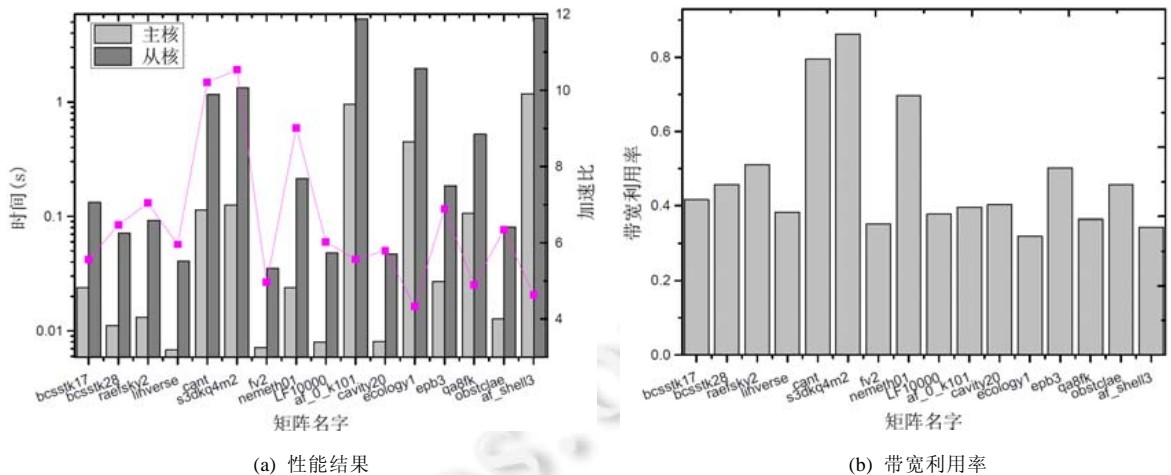 主核
从核
12
10
8
6
4
1
0.1
0.01
时间(s)
加速比
bcsstk17
bcsstk28
raefsky2
linverse
cant
s3dkq4m2
fv2
nemeth01
LF10000
af_0_k101
cavity20
ecology1
epb3
qa8fk
obstclae
af_shell3
矩阵名字
(a) 性能结果
0.8
0.6
0.4
0.2
0.0
带宽利用率
bcsstk17
bcsstk28
raefsky2
linverse
cant
s3dkq4m2
fv2
nemeth01
LF10000
af_0_k101
cavity20
ecology1
epb3
qa8fk
obstclae
af_shell3
矩阵名字
(b) 带宽利用率